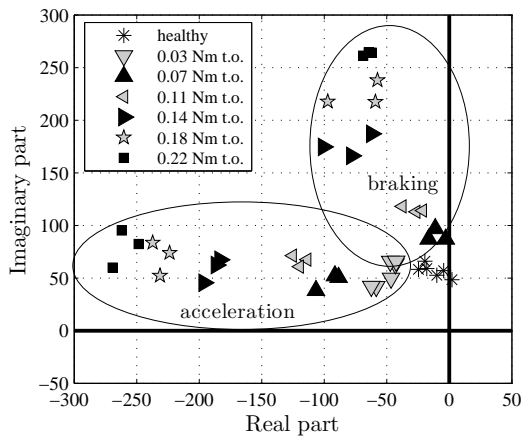 300
250
200
150
100
50
0
−50
Imaginary part
healthy
0.03 Nm t.o.
0.07 Nm t.o.
0.11 Nm t.o.
0.14 Nm t.o.
0.18 Nm t.o.
0.22 Nm t.o.
braking
acceleration
−300 −250 −200 −150 −100 −50 0 50
Real part